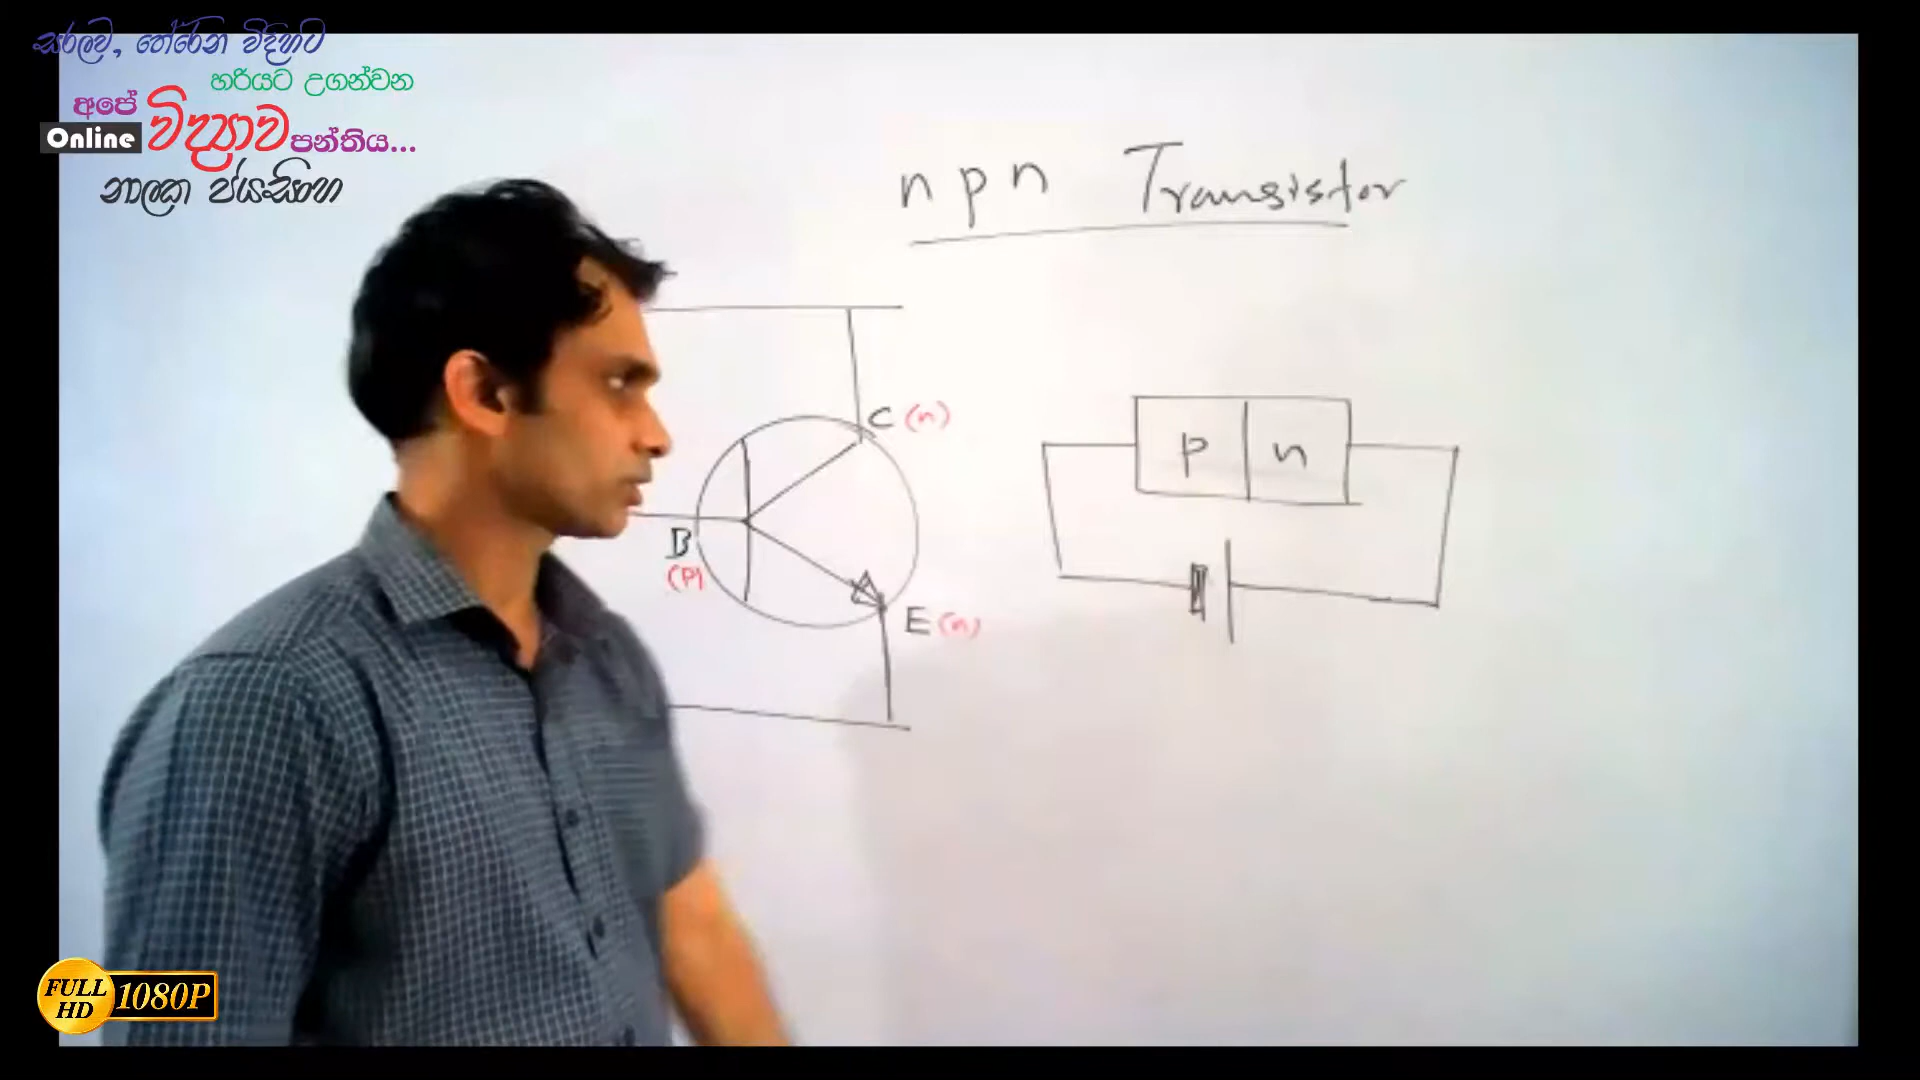 සරලව, තේරෙන විදිහට
හරියට උගන්වන
අපේ
Online විද්‍යාව පන්තිය...
නාලක ජයසිංහ
npn Transistor
C (n)
p n
B
(P)
E (n)
FULL HD 1080P